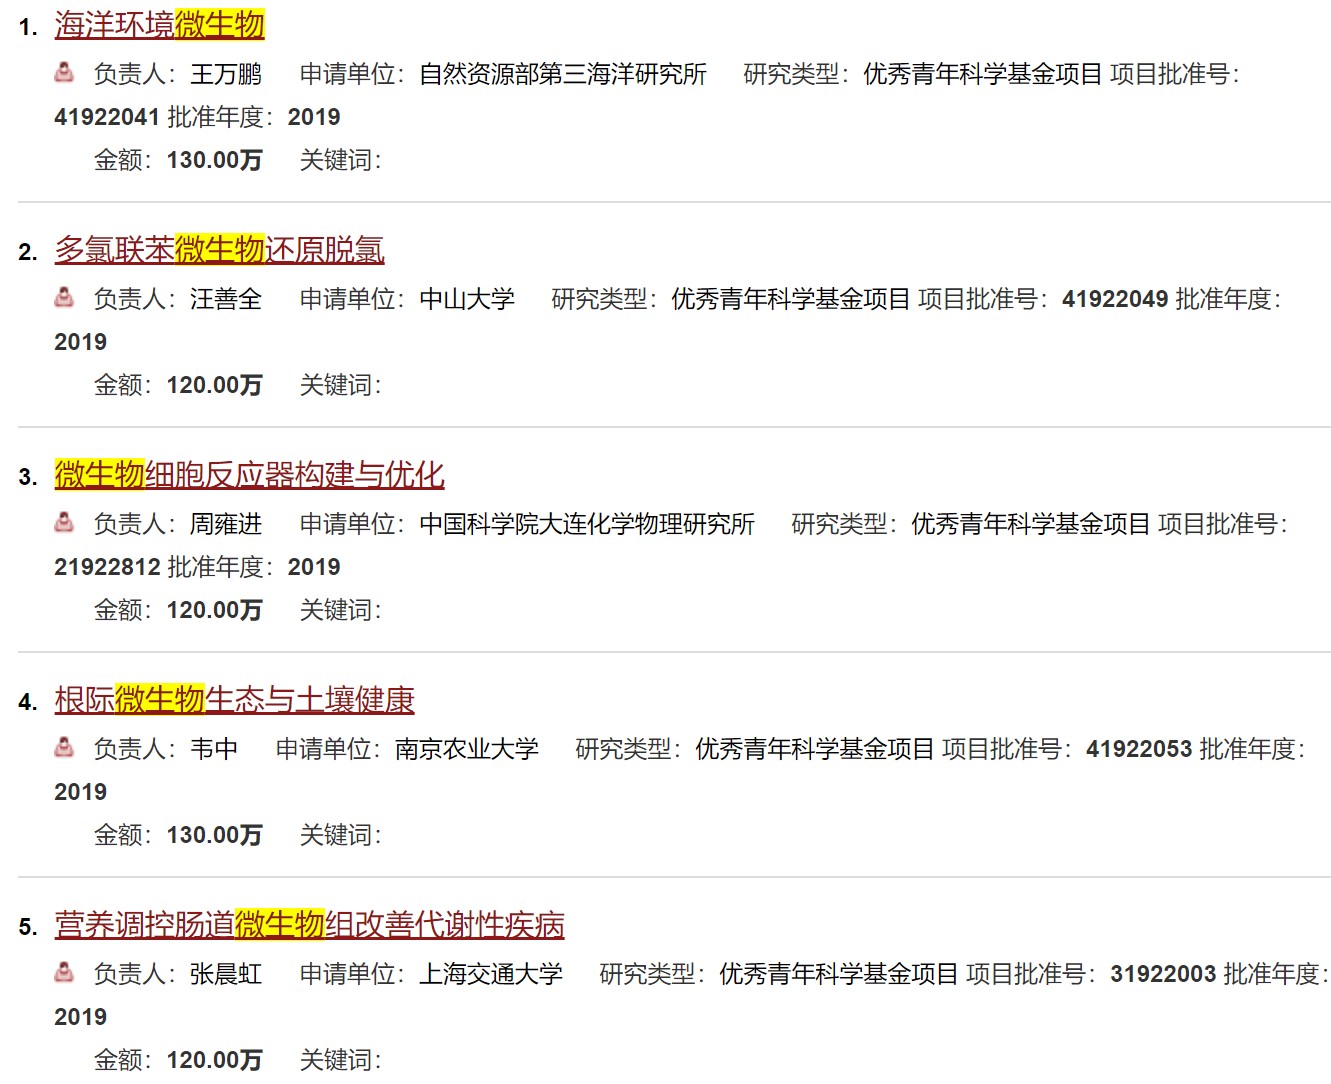 1. 海洋环境微生物
负责人：王万鹏 申请单位：自然资源部第三海洋研究所 研究类型：优秀青年科学基金项目 项目批准号：
41922041 批准年度：2019
金额：130.00万 关键词：
2. 多氯联苯微生物还原脱氯
负责人：汪善全 申请单位：中山大学 研究类型：优秀青年科学基金项目 项目批准号：41922049 批准年度：
2019
金额：120.00万 关键词：
3. 微生物细胞反应器构建与优化
负责人：周雍进 申请单位：中国科学院大连化学物理研究所 研究类型：优秀青年科学基金项目 项目批准号：
21922812 批准年度：2019
金额：120.00万 关键词：
4. 根际微生物生态与土壤健康
负责人：韦中 申请单位：南京农业大学 研究类型：优秀青年科学基金项目 项目批准号：41922053 批准年度：
2019
金额：130.00万 关键词：
5. 营养调控肠道微生物组改善代谢性疾病
负责人：张晨虹 申请单位：上海交通大学 研究类型：优秀青年科学基金项目 项目批准号：31922003 批准年度：
2019
金额：120.00万 关键词：